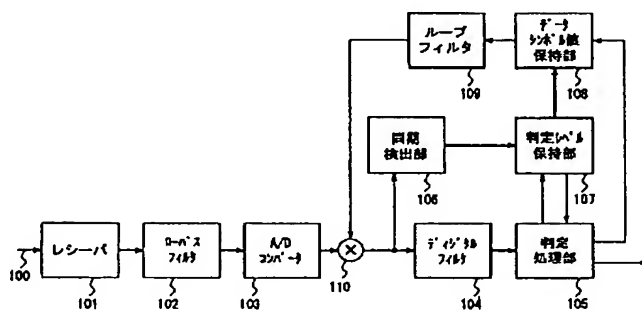 ループ
フィルタ
109
データ
シンボル値
保持部
108
同期
検出部
106
判定レベル
保持部
107
100
レシーバ
101
ローパス
フィルタ
102
A/D
コンバータ
103
110
ディジタル
フィルタ
104
判定
処理部
105